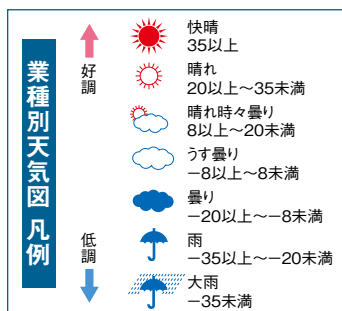 業種別天気図 凡例
好調
低調
快晴
35以上
晴れ
20以上～35未満
晴れ時々曇り
8以上～20未満
うす曇り
−8以上～8未満
曇り
−20以上～−8未満
雨
−35以上～−20未満
大雨
−35未満